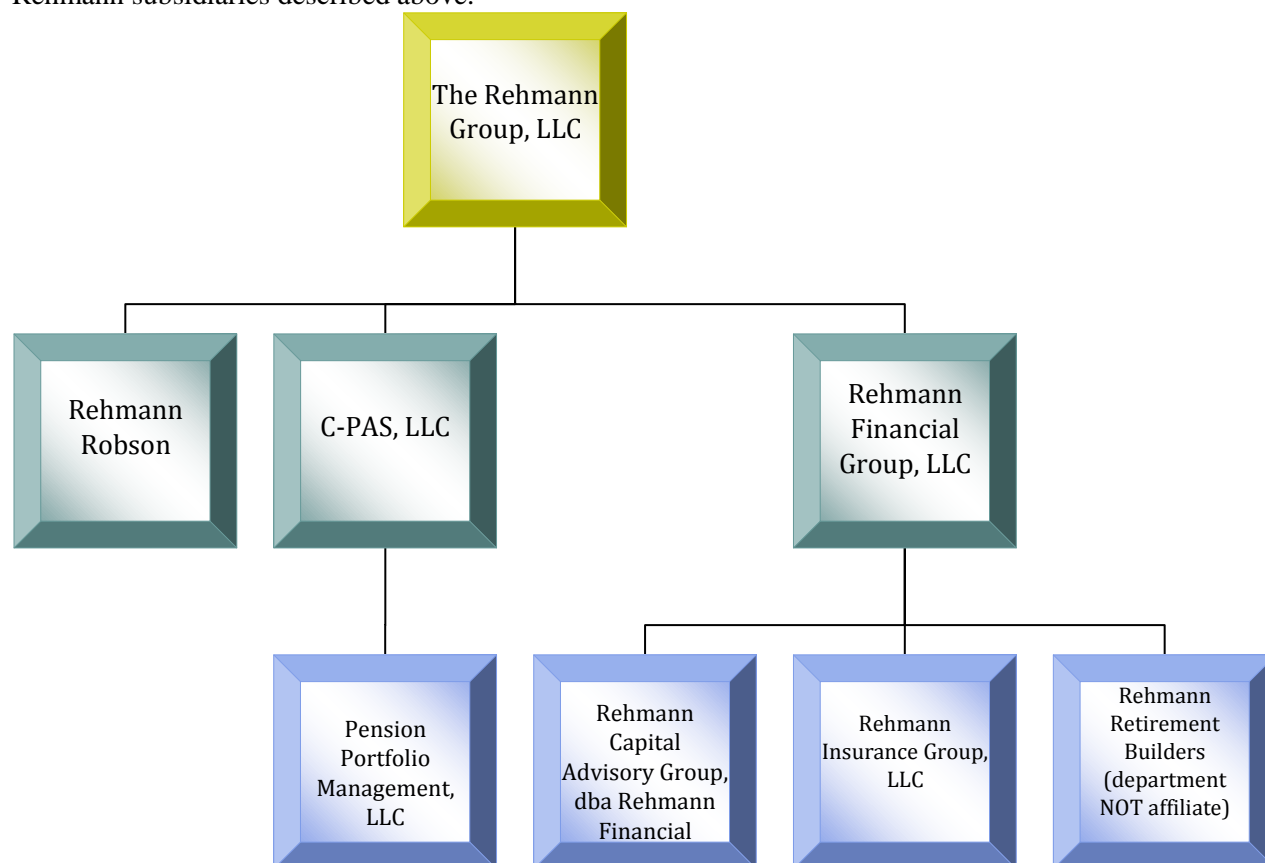 Rehmann subsidiaries described above.
The Rehmann
Group, LLC
Rehmann
Robson
C-PAS, LLC
Rehmann
Financial
Group, LLC
Pension
Portfolio
Management,
LLC
Rehmann
Capital
Advisory Group,
dba Rehmann
Financial
Rehmann
Insurance Group,
LLC
Rehmann
Retirement
Builders
(department
NOT affiliate)